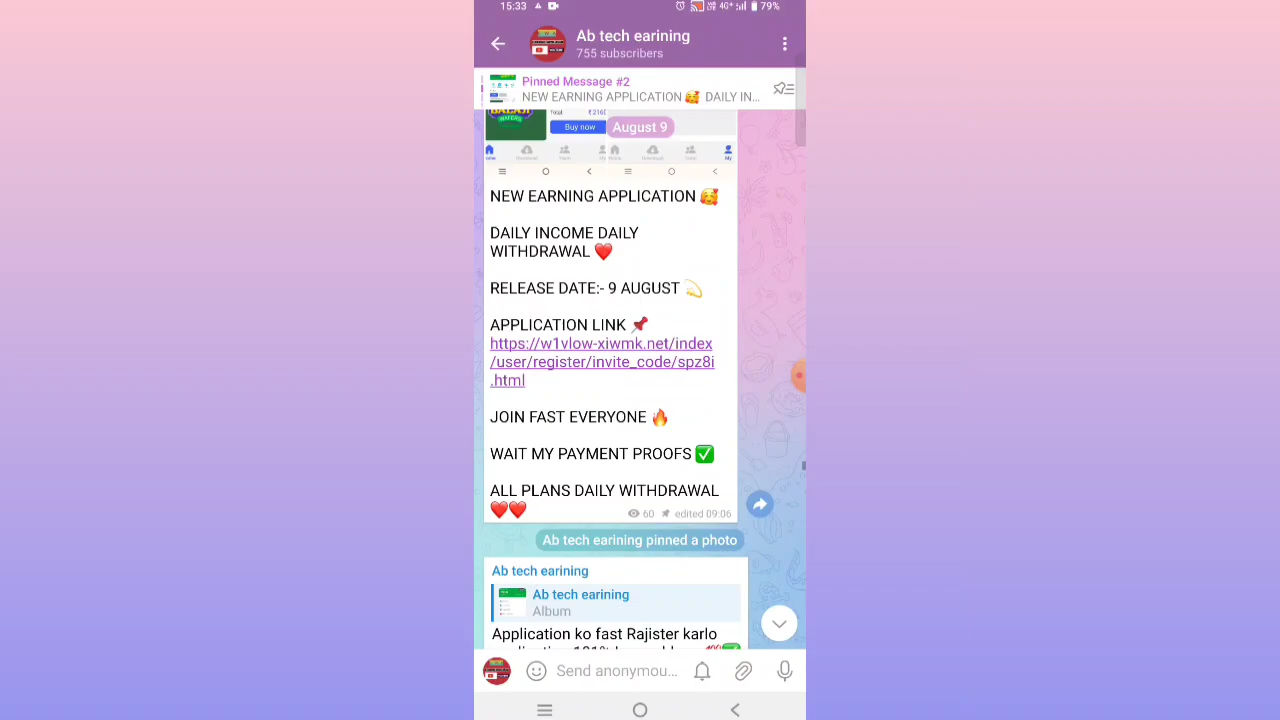 15:33
4G+
79%
Ab tech earining
755 subscribers
Pinned Message #2
NEW EARNING APPLICATION 🥰 DAILY IN...
Total
Buy now
August 9
NEW EARNING APPLICATION 🥰
DAILY INCOME DAILY
WITHDRAWAL ❤️
RELEASE DATE:- 9 AUGUST 💫
APPLICATION LINK 📌
https://w1vlow-xiwmk.net/index
/user/register/invite_code/spz8i
.html
JOIN FAST EVERYONE 🔥
WAIT MY PAYMENT PROOFS ✅
ALL PLANS DAILY WITHDRAWAL
❤️❤️
60 edited 09:06
Ab tech earining pinned a photo
Ab tech earining
Ab tech earining
Album
Application ko fast Rajister karlo
Send anonymou...